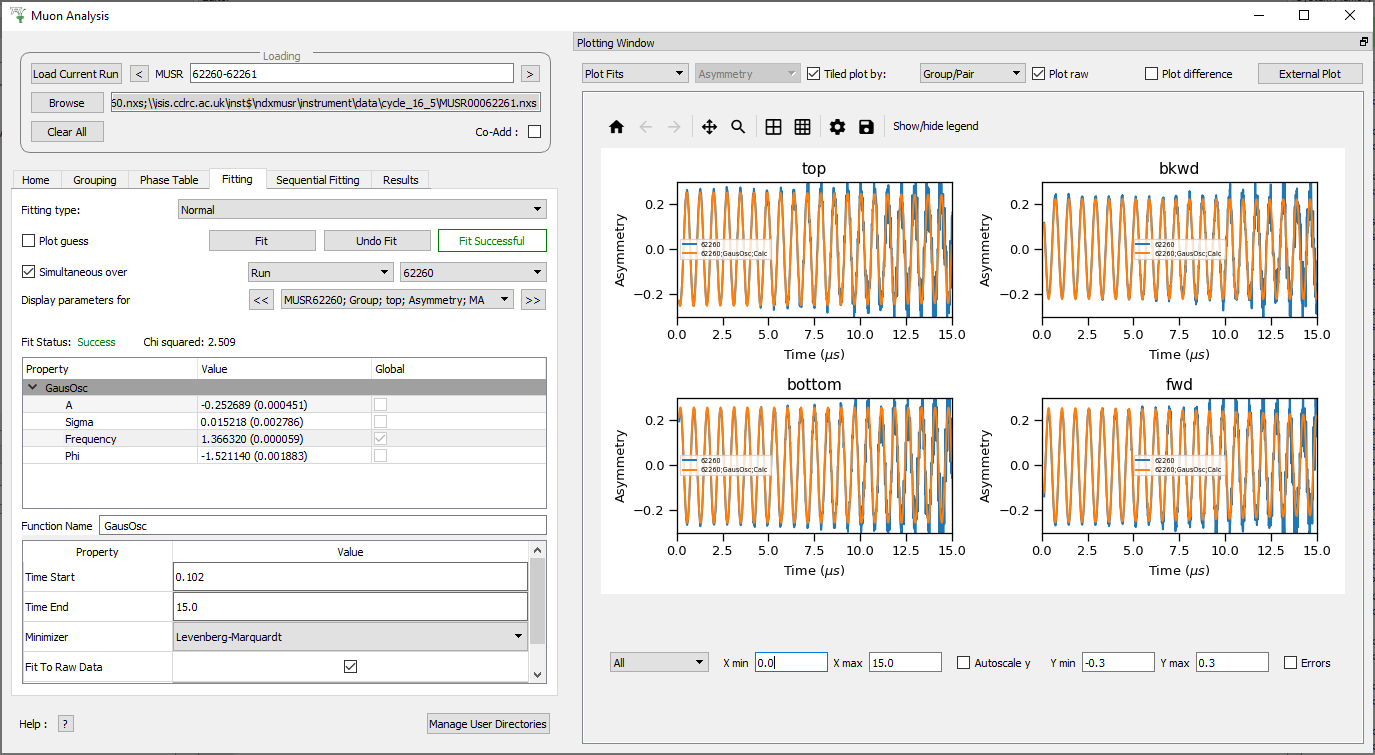 Muon Analysis
Loading
Load Current Run < MUSR 62260-62261 >
Browse 60.nxs;\\isis.cclrc.ac.uk\inst$\ndxmusr\instrument\data\cycle_16_5\MUSR00062261.nxs
Clear All Co-Add :
Home Grouping Phase Table Fitting Sequential Fitting Results
Fitting type: Normal
Plot guess Fit Undo Fit Fit Successful
Simultaneous over Run 62260
Display parameters for << MUSR62260; Group; top; Asymmetry; MA >>
Fit Status: Success Chi squared: 2.509
Property Value Global
GausOsc
A -0.252689 (0.000451)
Sigma 0.015218 (0.002786)
Frequency 1.366320 (0.000059)
Phi -1.521140 (0.001883)
Function Name GausOsc
Property Value
Time Start 0.102
Time End 15.0
Minimizer Levenberg-Marquardt
Fit To Raw Data
Help : ? Manage User Directories
Plotting Window
Plot Fits Asymmetry Tiled plot by: Group/Pair Plot raw Plot difference External Plot
Show/hide legend
top
Asymmetry
0.2
0.0
−0.2
62260
62260;GausOsc;Calc
0.0 2.5 5.0 7.5 10.0 12.5 15.0
Time (μs)
bkwd
Asymmetry
0.2
0.0
−0.2
62260
62260;GausOsc;Calc
0.0 2.5 5.0 7.5 10.0 12.5 15.0
Time (μs)
bottom
Asymmetry
0.2
0.0
−0.2
62260
62260;GausOsc;Calc
0.0 2.5 5.0 7.5 10.0 12.5 15.0
Time (μs)
fwd
Asymmetry
0.2
0.0
−0.2
62260
62260;GausOsc;Calc
0.0 2.5 5.0 7.5 10.0 12.5 15.0
Time (μs)
All X min 0.0 X max 15.0 Autoscale y Y min -0.3 Y max 0.3 Errors